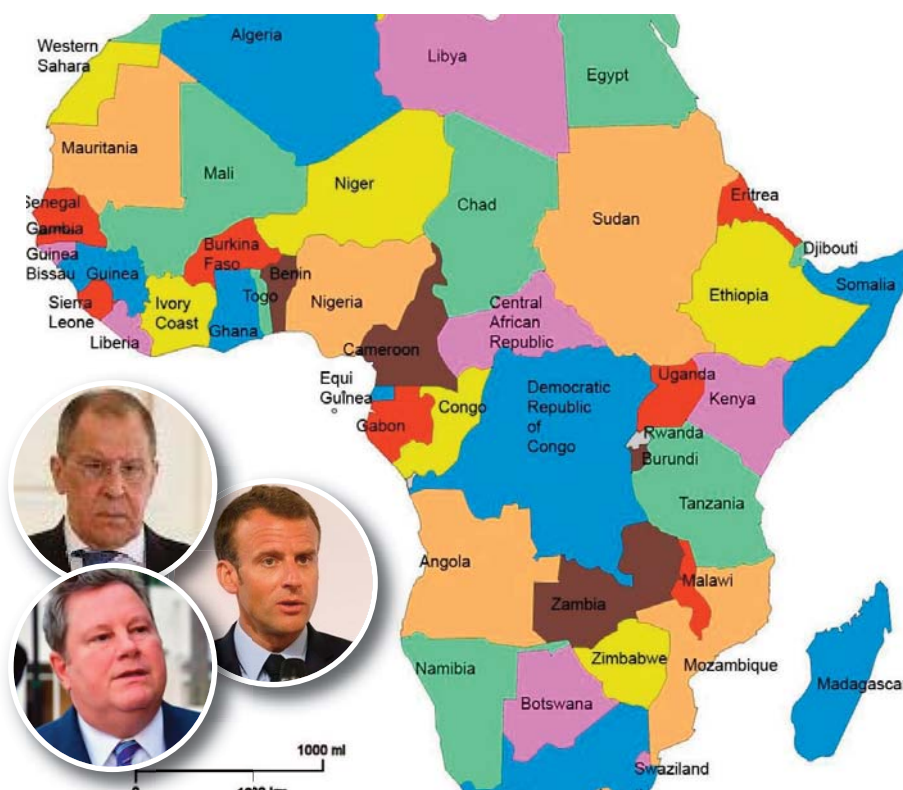 Western
Sahara
Algeria
Libya
Egypt
Mauritania
Mali
Niger
Chad
Sudan
Eritrea
Djibouti
Somalia
Ethiopia
Senegal
Gambia
Guinea
Bissau
Guinea
Sierra
Leone
Liberia
Ivory
Coast
Burkina
Faso
Ghana
Togo
Benin
Nigeria
Cameroon
Central
African
Republic
Equi
Guinea
Gabon
Congo
Democratic
Republic
of
Congo
Uganda
Kenya
Rwanda
Burundi
Tanzania
Angola
Zambia
Malawi
Mozambique
Zimbabwe
Namibia
Botswana
Madagasca
Swaziland
1000 mi